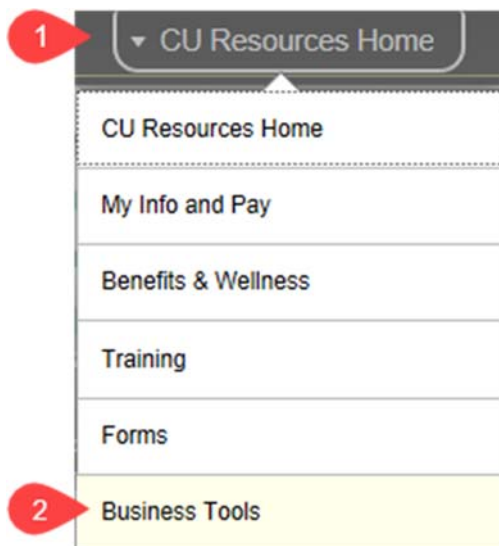 1 CU Resources Home
CU Resources Home
My Info and Pay
Benefits & Wellness
Training
Forms
2 Business Tools